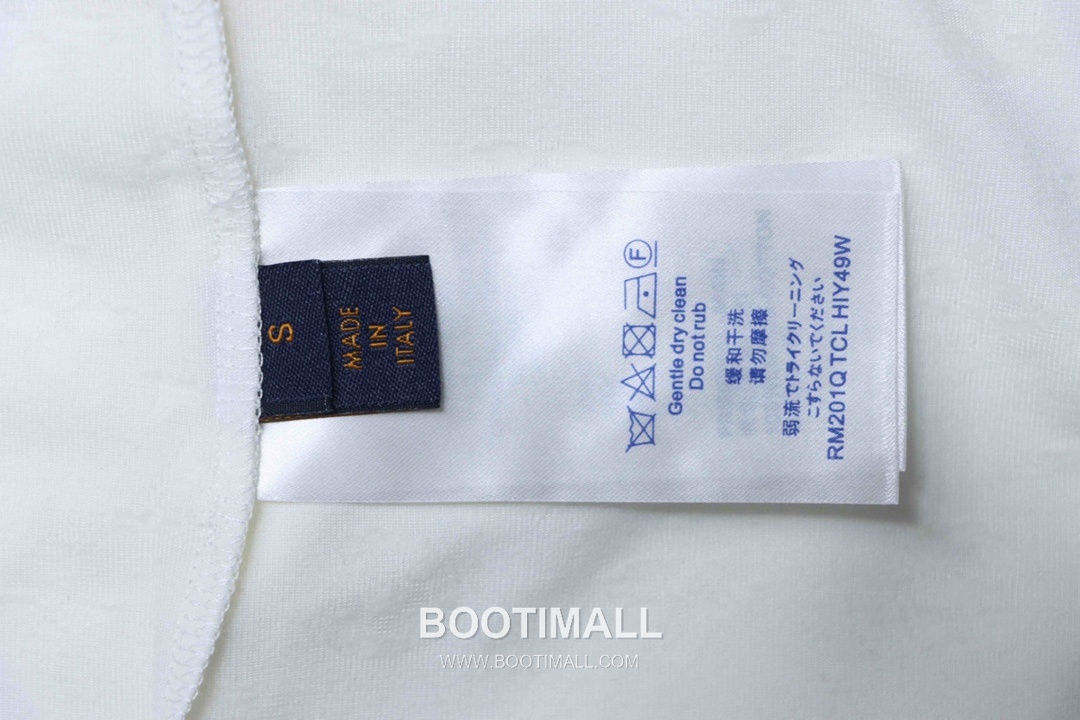 S
MADE
IN
ITALY
F
Gentle dry clean
Do not rub
缓和干洗
请勿摩擦
弱流でトライクリーニング
こすらないでください
RM201Q TCL HIY49W
BOOTIMALL
WWW.BOOTIMALL.COM